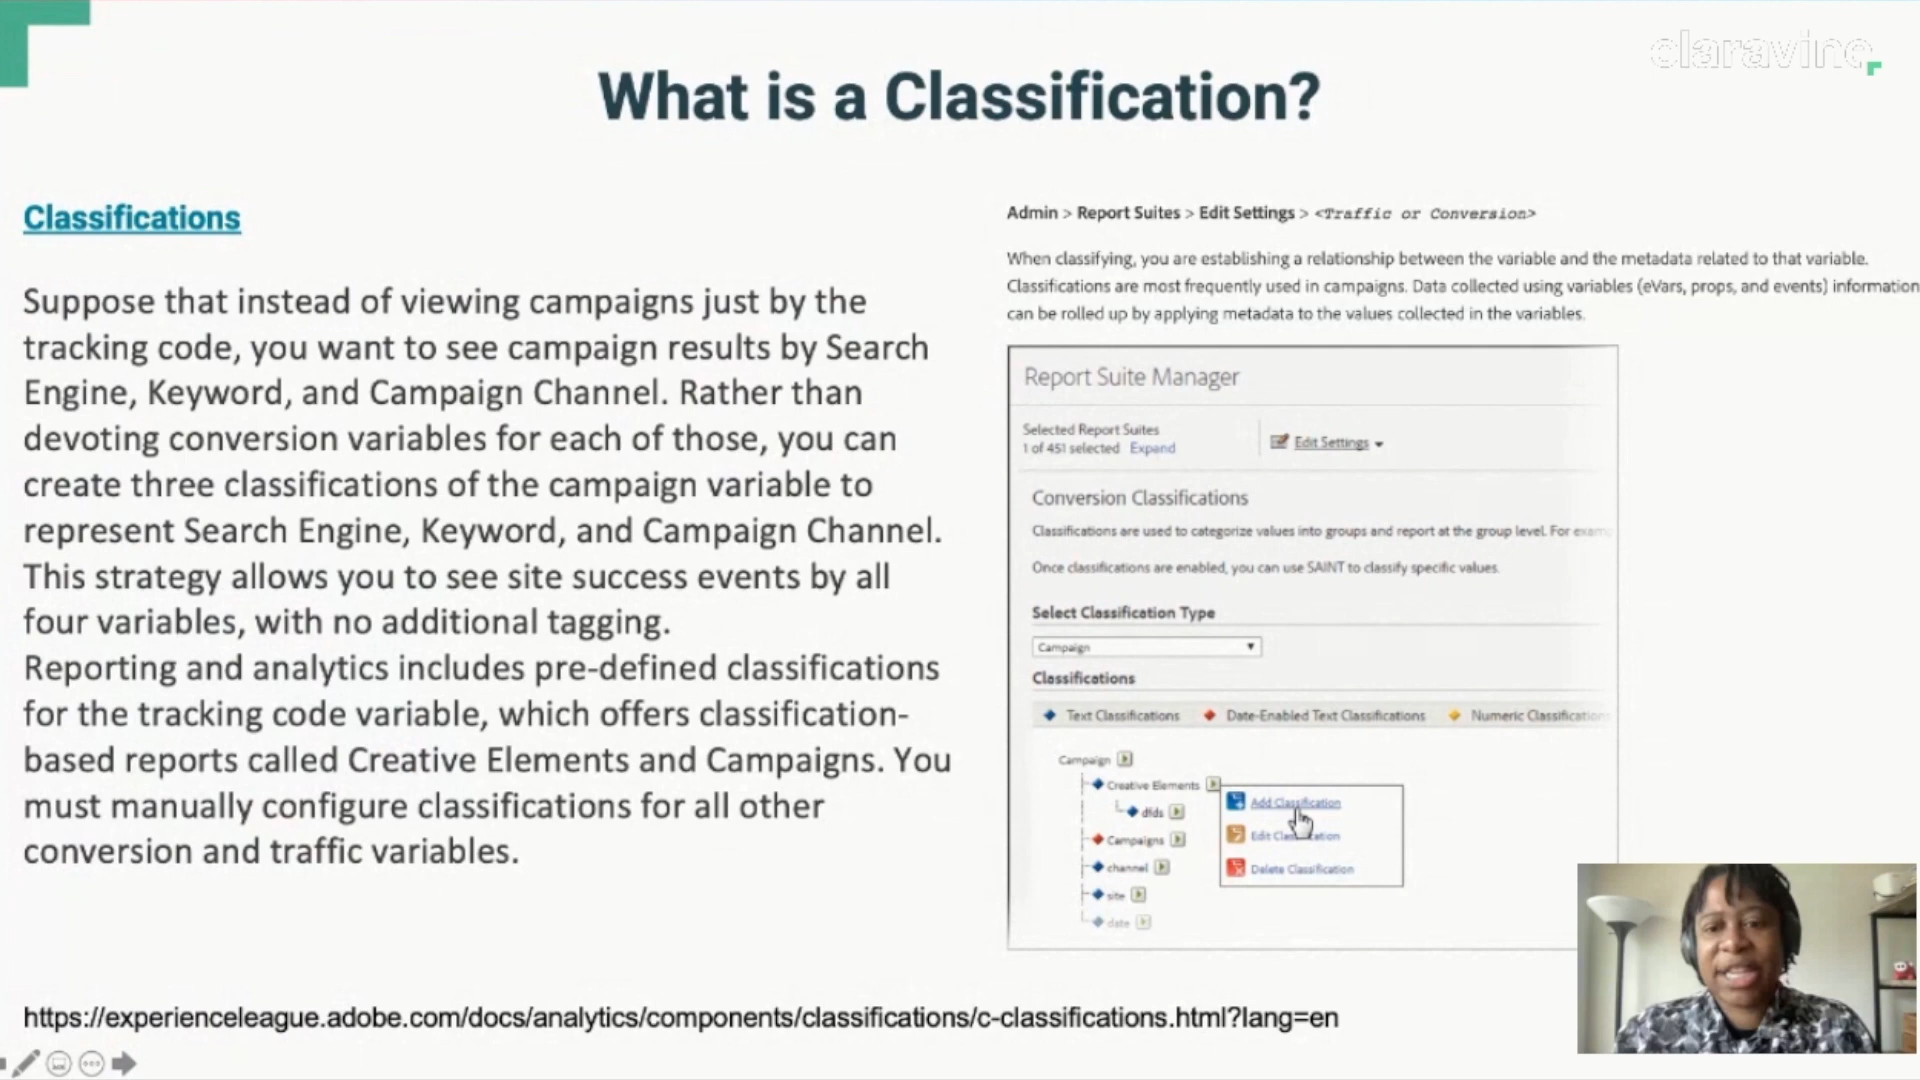 claravine
What is a Classification?
Classifications
Suppose that instead of viewing campaigns just by the
tracking code, you want to see campaign results by Search
Engine, Keyword, and Campaign Channel. Rather than
devoting conversion variables for each of those, you can
create three classifications of the campaign variable to
represent Search Engine, Keyword, and Campaign Channel.
This strategy allows you to see site success events by all
four variables, with no additional tagging.
Reporting and analytics includes pre-defined classifications
for the tracking code variable, which offers classification-
based reports called Creative Elements and Campaigns. You
must manually configure classifications for all other
conversion and traffic variables.
Admin > Report Suites > Edit Settings > <Traffic or Conversion>
When classifying, you are establishing a relationship between the variable and the metadata related to that variable.
Classifications are most frequently used in campaigns. Data collected using variables (eVars, props, and events) information
can be rolled up by applying metadata to the values collected in the variables.
Report Suite Manager
Selected Report Suites
1 of 451 selected Expand
Edit Settings
Conversion Classifications
Classifications are used to categorize values into groups and report at the group level. For exam
Once classifications are enabled, you can use SAINT to classify specific values.
Select Classification Type
Campaign
Classifications
Text Classifications Date-Enabled Text Classifications Numeric Classifications
Campaign
Creative Elements
dfds
Campaigns
channel
site
date
Add Classification
Edit Classification
Delete Classification
https://experienceleague.adobe.com/docs/analytics/components/classifications/c-classifications.html?lang=en